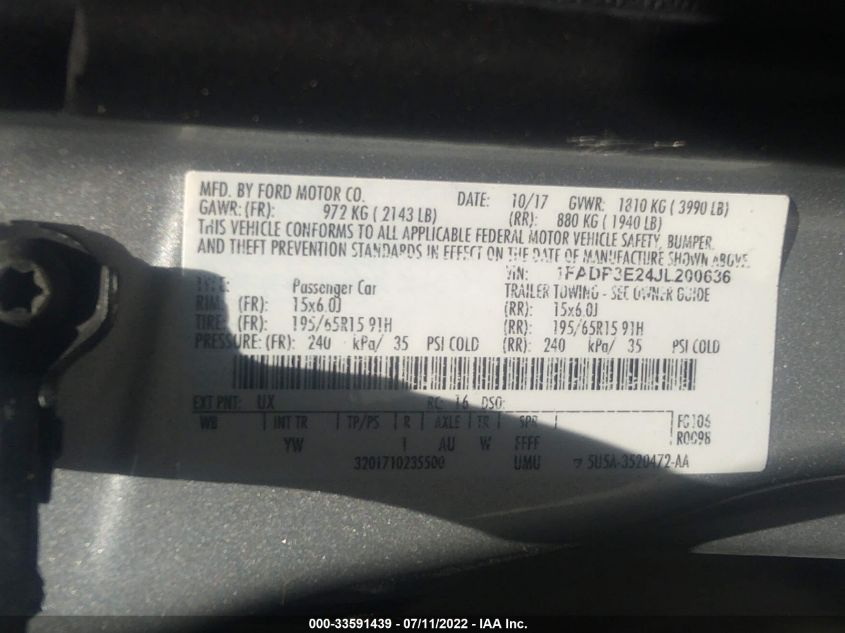 MFD. BY FORD MOTOR CO. DATE: 10/17 GVWR: 1810 KG ( 3990 LB)
GAWR: (FR): 972 KG ( 2143 LB) (RR): 880 KG ( 1940 LB)
THIS VEHICLE CONFORMS TO ALL APPLICABLE FEDERAL MOTOR VEHICLE SAFETY, BUMPER,
AND THEFT PREVENTION STANDARDS IN EFFECT ON THE DATE OF MANUFACTURE SHOWN ABOVE.
VIN: 1FADP3E24JL200636
TYPE: Passenger Car TRAILER TOWING - SEE OWNER GUIDE
RIM: (FR): 15x6.0J (RR): 15x6.0J
TIRE: (FR): 195/65R15 91H (RR): 195/65R15 91H
PRESSURE: (FR): 240 kPa/ 35 PSI COLD (RR): 240 kPa/ 35 PSI COLD
EXT PNT: UX RC: 16 DSO:
WB INT TR TP/PS R AXLE TR SPR FG106
YW 1 AU W FFFF R0098
3201710235500 UMU 5U5A-3520472-AA
000-33591439 - 07/11/2022 - IAA Inc.